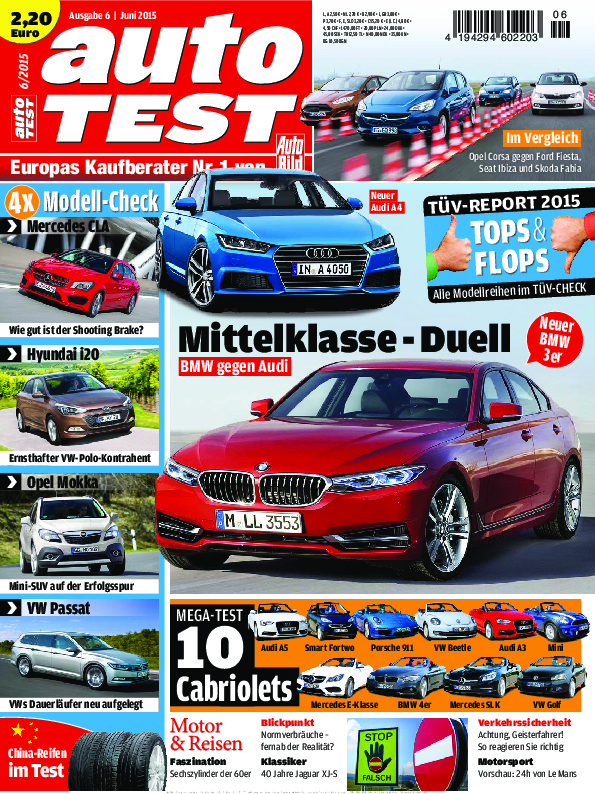 2,20
Euro
6/2015
Ausgabe 6 | Juni 2015
auto
TEST
auto
TEST
Europas Kaufberater Nr. 1 von
Auto
Bild
06
4 194294 602203
Im Vergleich
Opel Corsa gegen Ford Fiesta,
Seat Ibiza und Skoda Fabia
4x Modell-Check
Mercedes CLA
Wie gut ist der Shooting Brake?
Hyundai i20
Ernsthafter VW-Polo-Kontrahent
Opel Mokka
Mini-SUV auf der Erfolgsspur
VW Passat
VWs Dauerläufer neu aufgelegt
China-Reifen
im Test
Neuer
Audi A4
IN A 4050
TÜV-REPORT 2015
TOPS &
FLOPS
Alle Modellreihen im TÜV-CHECK
Mittelklasse - Duell
BMW gegen Audi
Neuer
BMW
3er
M LL 3553
MEGA-TEST
10
Cabriolets
Audi A5
Smart Fortwo
Porsche 911
VW Beetle
Audi A3
Mini
Mercedes E-Klasse
BMW 4er
Mercedes SLK
VW Golf
Motor
& Reisen
Faszination
Sechszylinder der 60er
Blickpunkt
Normverbräuche –
fernab der Realität?
Klassiker
40 Jahre Jaguar XJ-S
STOP
FALSCH
Verkehrssicherheit
Achtung, Geisterfahrer!
So reagieren Sie richtig
Motorsport
Vorschau: 24h von Le Mans